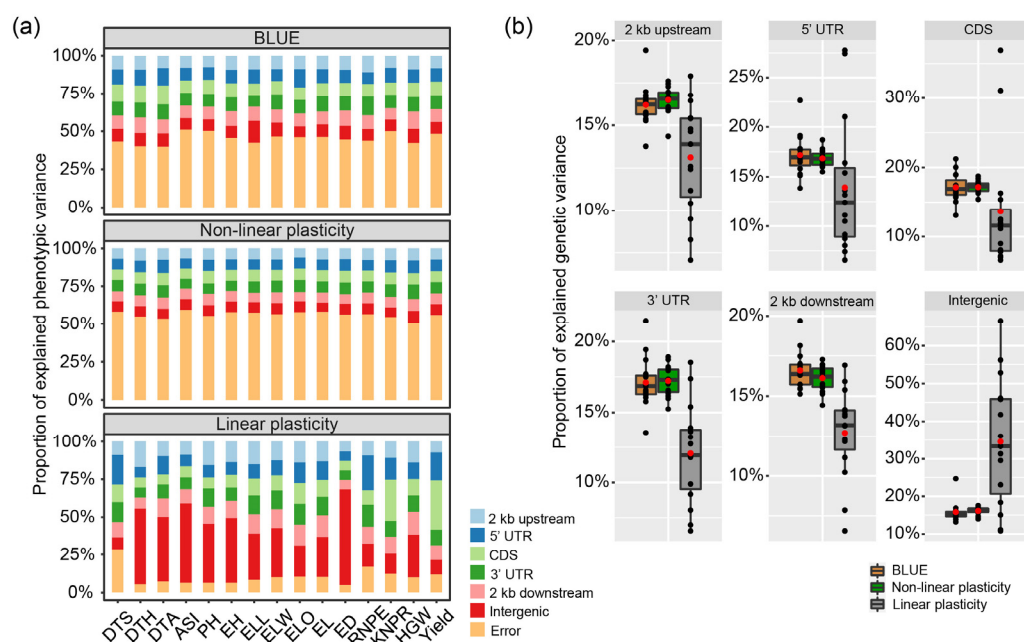 (a)
BLUE
100%
75%
50%
25%
0%
Non-linear plasticity
100%
75%
50%
25%
0%
Linear plasticity
100%
75%
50%
25%
0%
Proportion of explained phenotypic variance
DTS DTH DTA ASI PH EH ELL ELW ELO EL ED RNPE KNPR HGW Yield
2 kb upstream
5' UTR
CDS
3' UTR
2 kb downstream
Intergenic
Error
(b)
2 kb upstream
20%
15%
10%
5' UTR
25%
20%
15%
10%
CDS
30%
20%
10%
3' UTR
20%
15%
10%
2 kb downstream
20%
15%
10%
Intergenic
60%
50%
40%
30%
20%
10%
Proportion of explained genetic variance
BLUE
Non-linear plasticity
Linear plasticity